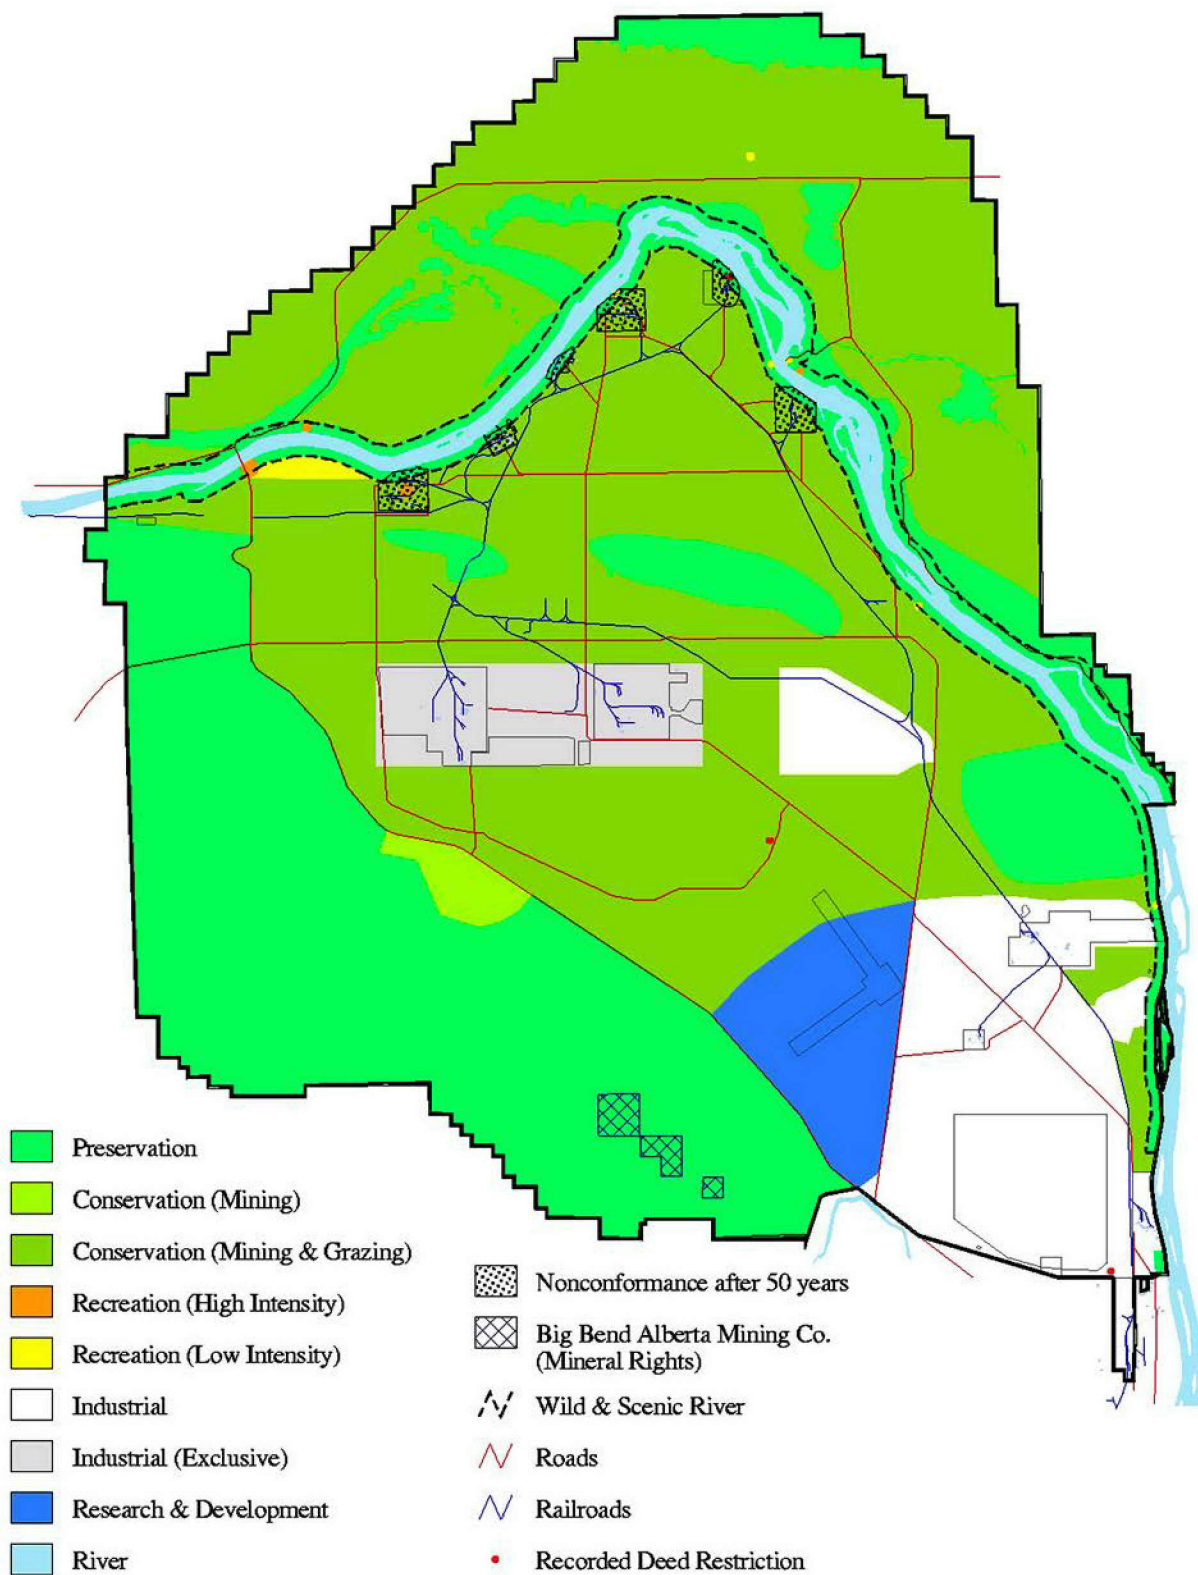 Preservation
Conservation (Mining)
Conservation (Mining & Grazing)
Recreation (High Intensity)
Recreation (Low Intensity)
Industrial
Industrial (Exclusive)
Research & Development
River
Nonconformance after 50 years
Big Bend Alberta Mining Co.
(Mineral Rights)
Wild & Scenic River
Roads
Railroads
Recorded Deed Restriction